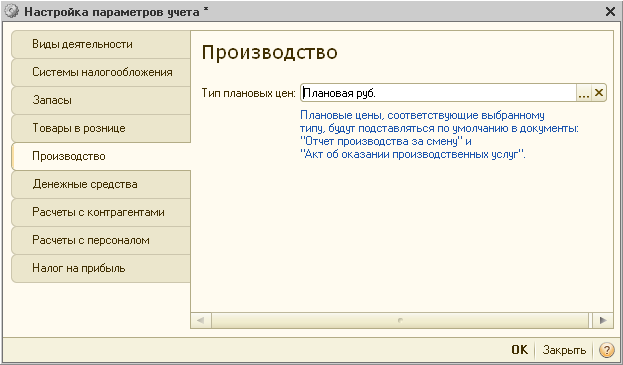 Настройка параметров учета *
Виды деятельности
Системы налогообложения
Запасы
Товары в рознице
Производство
Денежные средства
Расчеты с контрагентами
Расчеты с персоналом
Налог на прибыль
Производство
Тип плановых цен: Плановая руб. ...
Плановые цены, соответствующие выбранному
типу, будут подставляться по умолчанию в документы:
"Отчет производства за смену" и
"Акт об оказании производственных услуг".
OK Закрыть ?